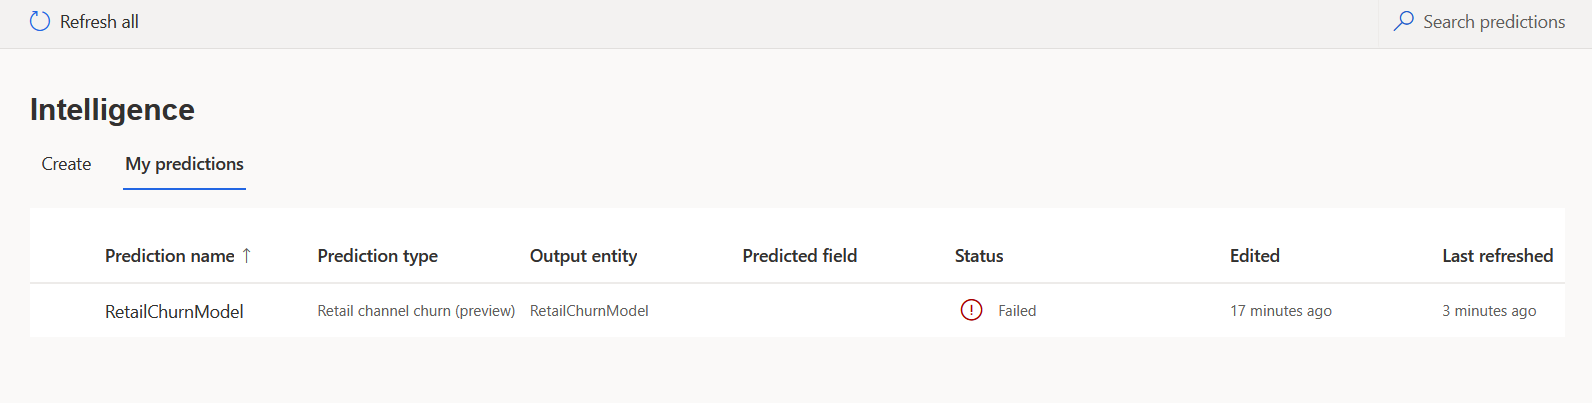 Refresh all
Search predictions
Intelligence
Create My predictions
Prediction name ↑ Prediction type Output entity Predicted field Status Edited Last refreshed
RetailChurnModel Retail channel churn (preview) RetailChurnModel Failed 17 minutes ago 3 minutes ago